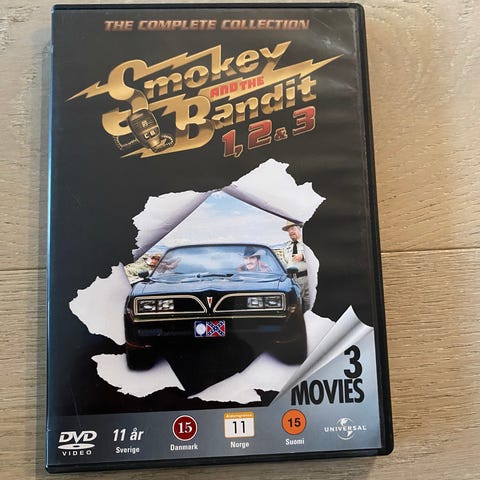 THE COMPLETE COLLECTION
Smokey
AND THE
Bandit
1, 2 & 3
CB
3
MOVIES
DVD
VIDEO
11 år
Sverige
15
Danmark
11
Norge
15
Suomi
UNIVERSAL